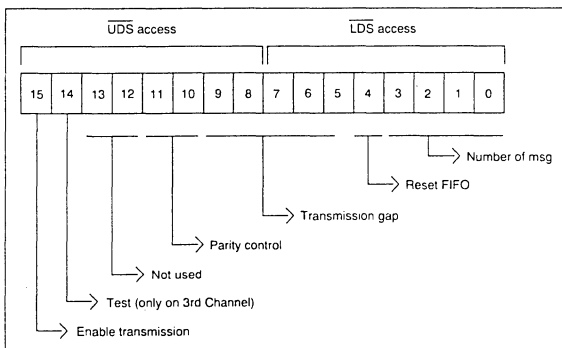 UDS access LDS access
15 14 13 12 11 10 9 8 7 6 5 4 3 2 1 0
Number of msg
Reset FIFO
Transmission gap
Parity control
Not used
Test (only on 3rd Channel)
Enable transmission